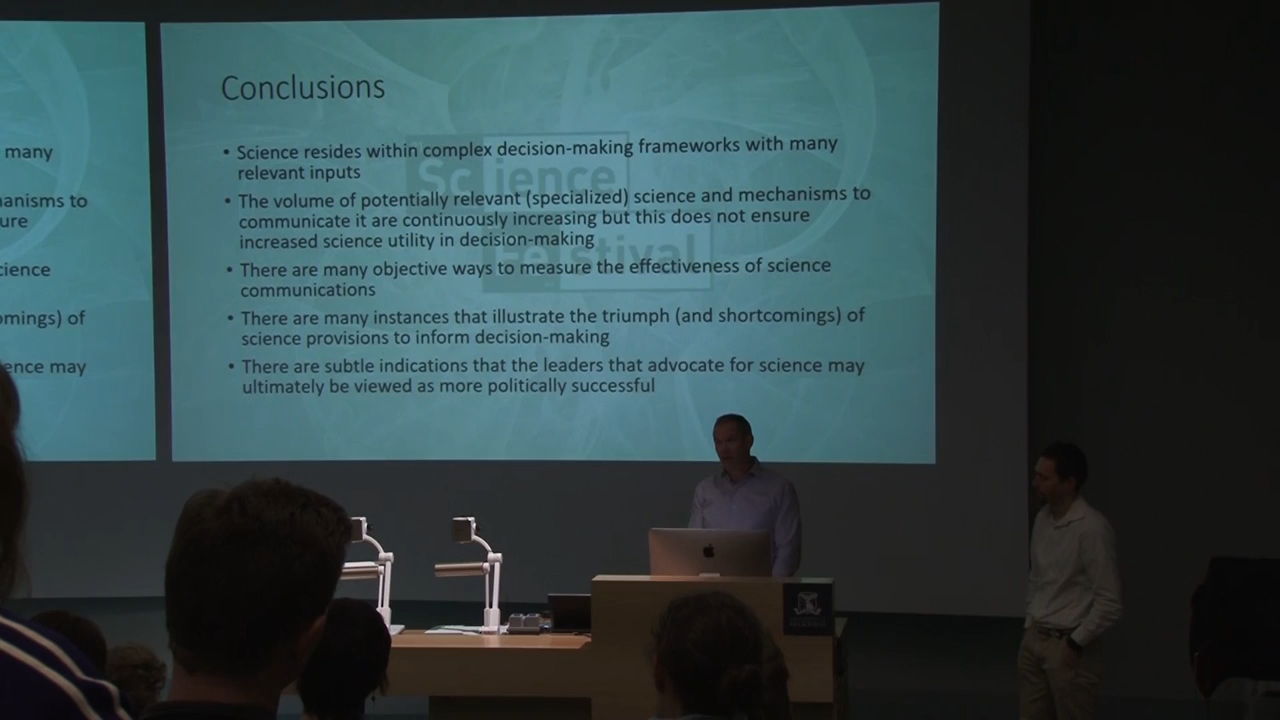 Conclusions
many
• Science resides within complex decision-making frameworks with many
relevant inputs
Science
Festival
• The volume of potentially relevant (specialized) science and mechanisms to
communicate it are continuously increasing but this does not ensure
increased science utility in decision-making
• There are many objective ways to measure the effectiveness of science
communications
• There are many instances that illustrate the triumph (and shortcomings) of
science provisions to inform decision-making
• There are subtle indications that the leaders that advocate for science may
ultimately be viewed as more politically successful
anisms to
ure
cience
omings) of
ence may